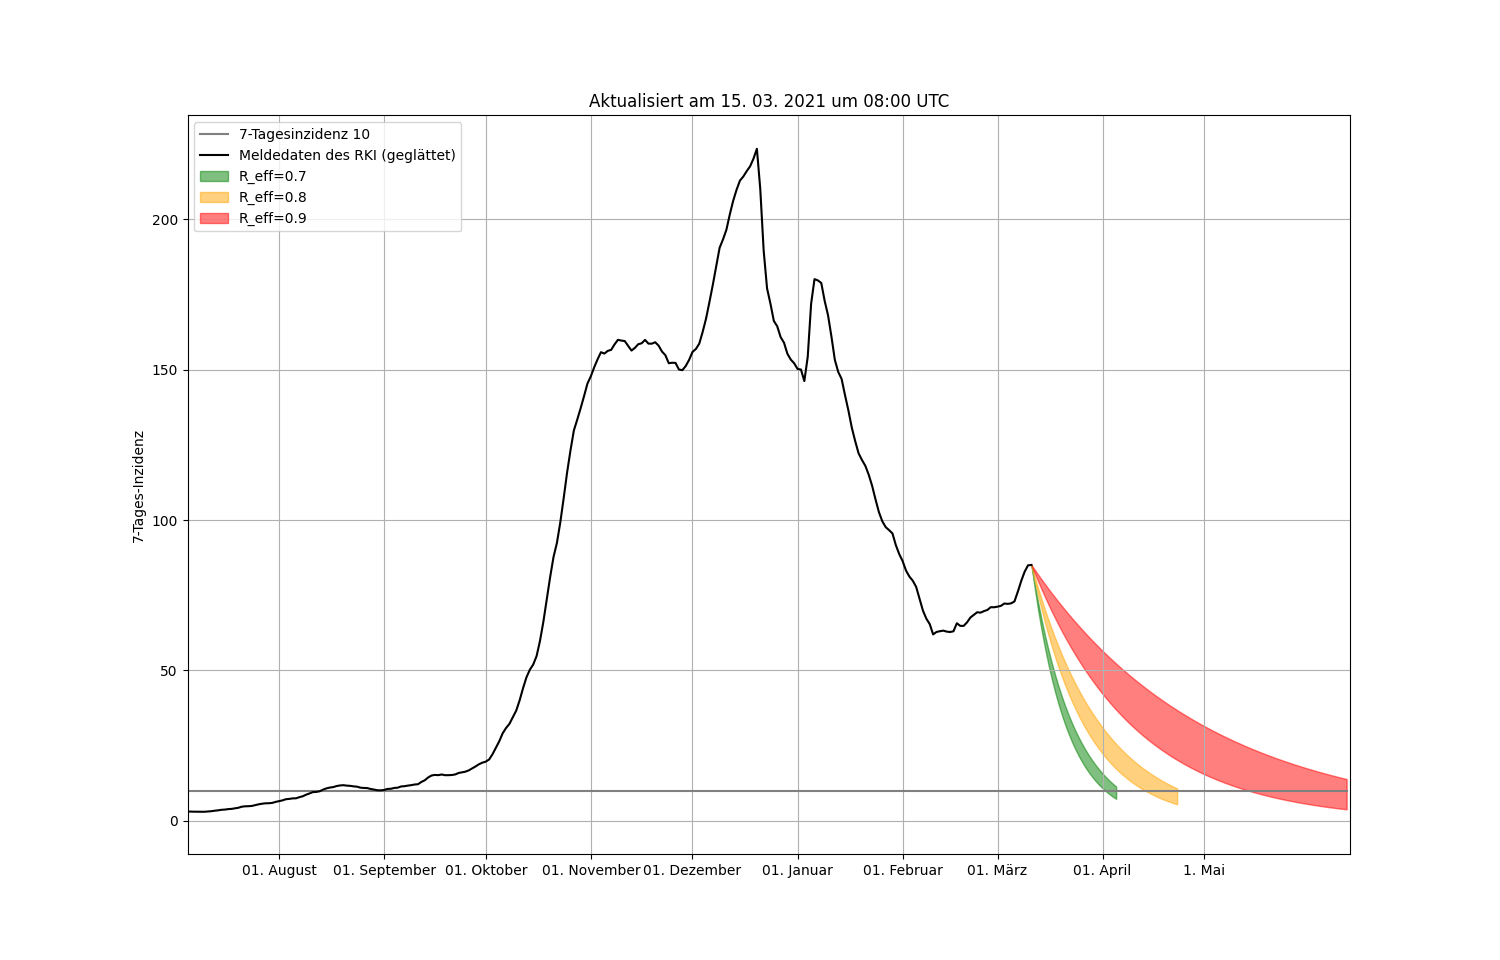 Aktualisiert am 15. 03. 2021 um 08:00 UTC
7-Tagesinzidenz 10
Meldedaten des RKI (geglättet)
R_eff=0.7
R_eff=0.8
R_eff=0.9
7-Tages-Inzidenz
200
150
100
50
0
01. August 01. September 01. Oktober 01. November 01. Dezember 01. Januar 01. Februar 01. März 01. April 1. Mai